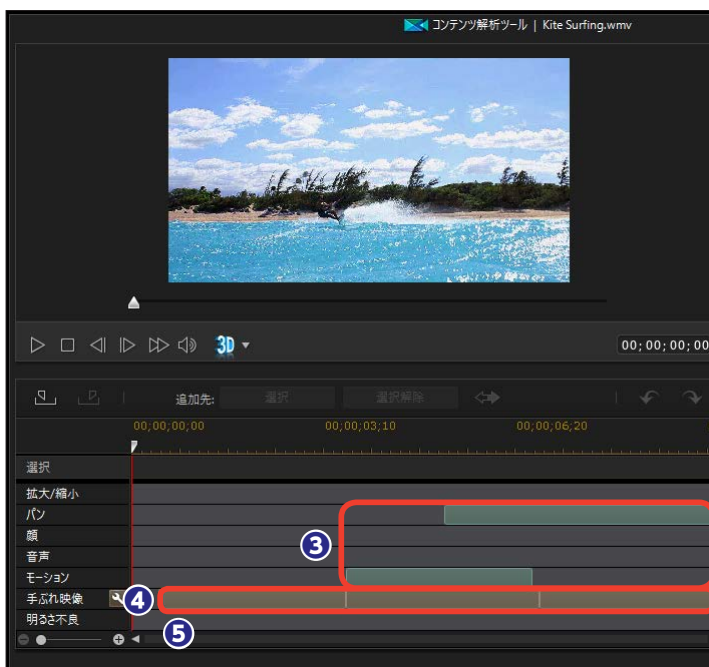 コンテンツ解析ツール | Kite Surfing.wmv
3D
00;00;00;00
追加先: 選択 選択解除
00;00;00;00 00;00;03;10 00;00;06;20
選択
拡大/縮小
パン
顔
音声
③
モーション
手ぶれ映像 ④
明るさ不良 ⑤